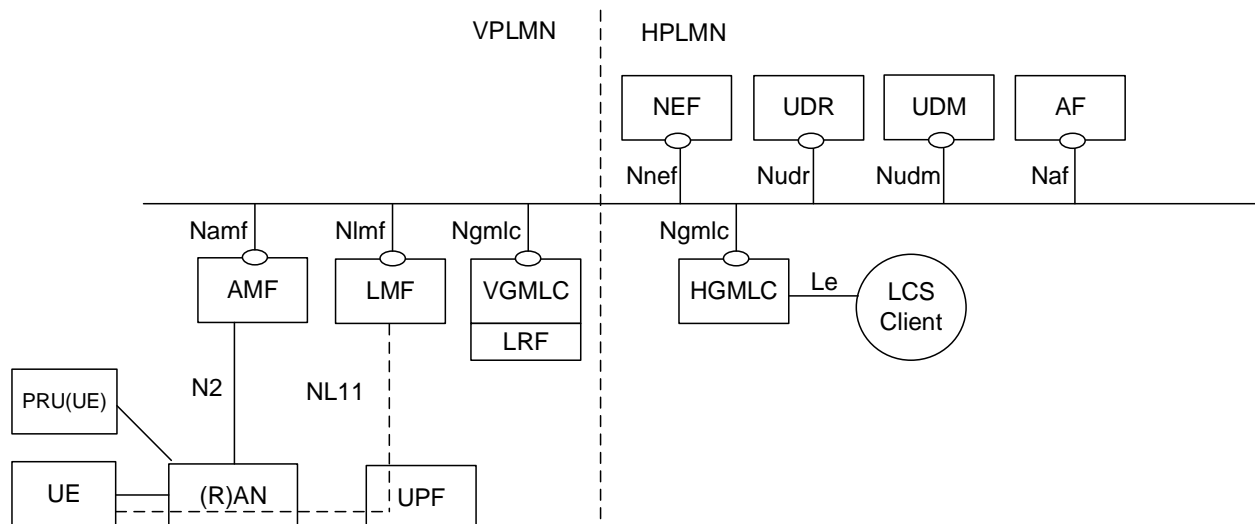 VPLMN
HPLMN
NEF
UDR
UDM
AF
Nnef
Nudr
Nudm
Naf
Namf
Nlmf
Ngmlc
Ngmlc
AMF
LMF
VGMLC
LRF
HGMLC
Le
LCS
Client
N2
NL11
PRU(UE)
UE
(R)AN
UPF